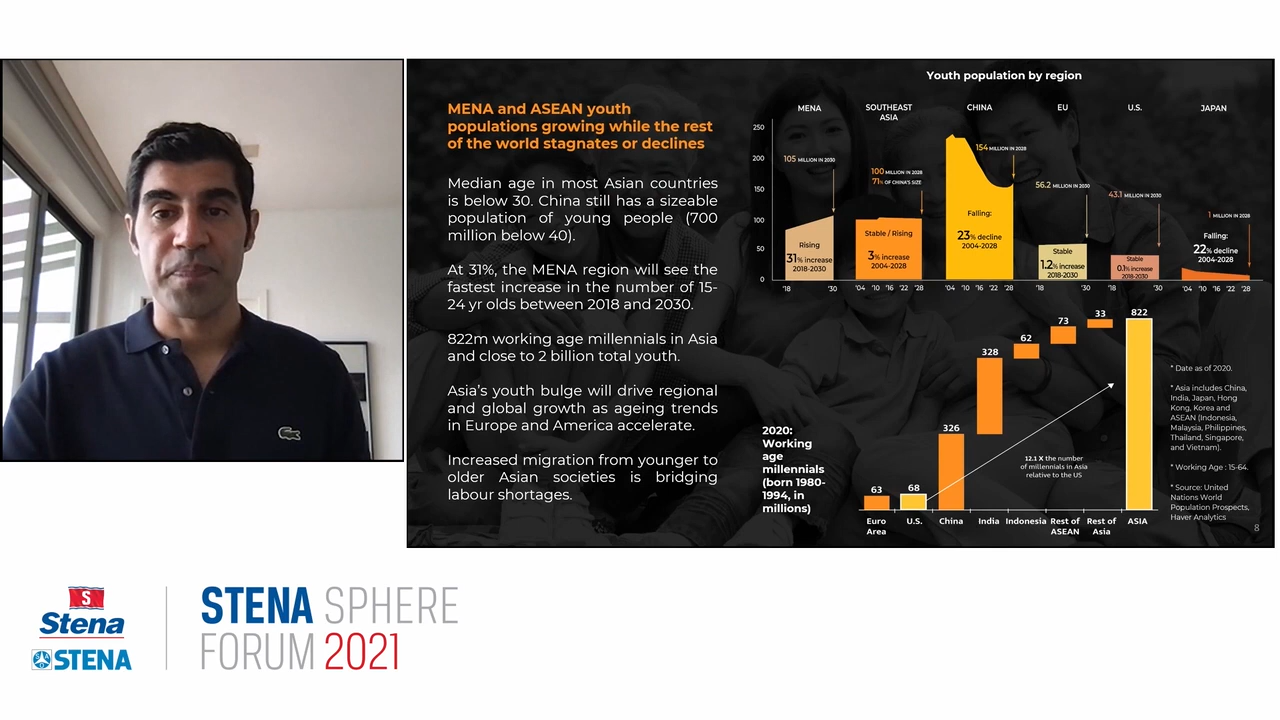 MENA and ASEAN youth
populations growing while the rest
of the world stagnates or declines
Median age in most Asian countries
is below 30. China still has a sizeable
population of young people (700
million below 40).
At 31%, the MENA region will see the
fastest increase in the number of 15-
24 yr olds between 2018 and 2030.
822m working age millennials in Asia
and close to 2 billion total youth.
Asia's youth bulge will drive regional
and global growth as ageing trends
in Europe and America accelerate.
Increased migration from younger to
older Asian societies is bridging
labour shortages.
Youth population by region
MENA
SOUTHEAST
ASIA
CHINA
EU
U.S.
JAPAN
250
200
150
100
50
0
105 MILLION IN 2030
Rising
31% increase
2018-2030
'18 '30
100 MILLION IN 2028
71% OF CHINA'S SIZE
Stable / Rising
3% increase
2004-2028
'04 '10 '16 '22 '28
154 MILLION IN 2028
Falling:
23% decline
2004-2028
'04 '10 '16 '22 '28
56.2 MILLION IN 2030
Stable
1.2% increase
2018-2030
'18 '30
43.1 MILLION IN 2030
Stable
0.1% increase
2018-2030
'18 '30
1 MILLION IN 2028
Falling:
22% decline
2004-2028
'04 '10 '16 '22 '28
2020:
Working
age
millennials
(born 1980-
1994, in
millions)
63
68
326
328
62
73
33
822
12.1 X the number
of millennials in Asia
relative to the US
Euro
Area
U.S.
China
India
Indonesia
Rest of
ASEAN
Rest of
Asia
ASIA
* Date as of 2020.
* Asia includes China,
India, Japan, Hong
Kong, Korea and
ASEAN (Indonesia,
Malaysia, Philippines,
Thailand, Singapore,
and Vietnam).
* Working Age : 15-64.
* Source: United
Nations World
Population Prospects,
Haver Analytics
8
S
Stena
STENA
STENA SPHERE
FORUM 2021